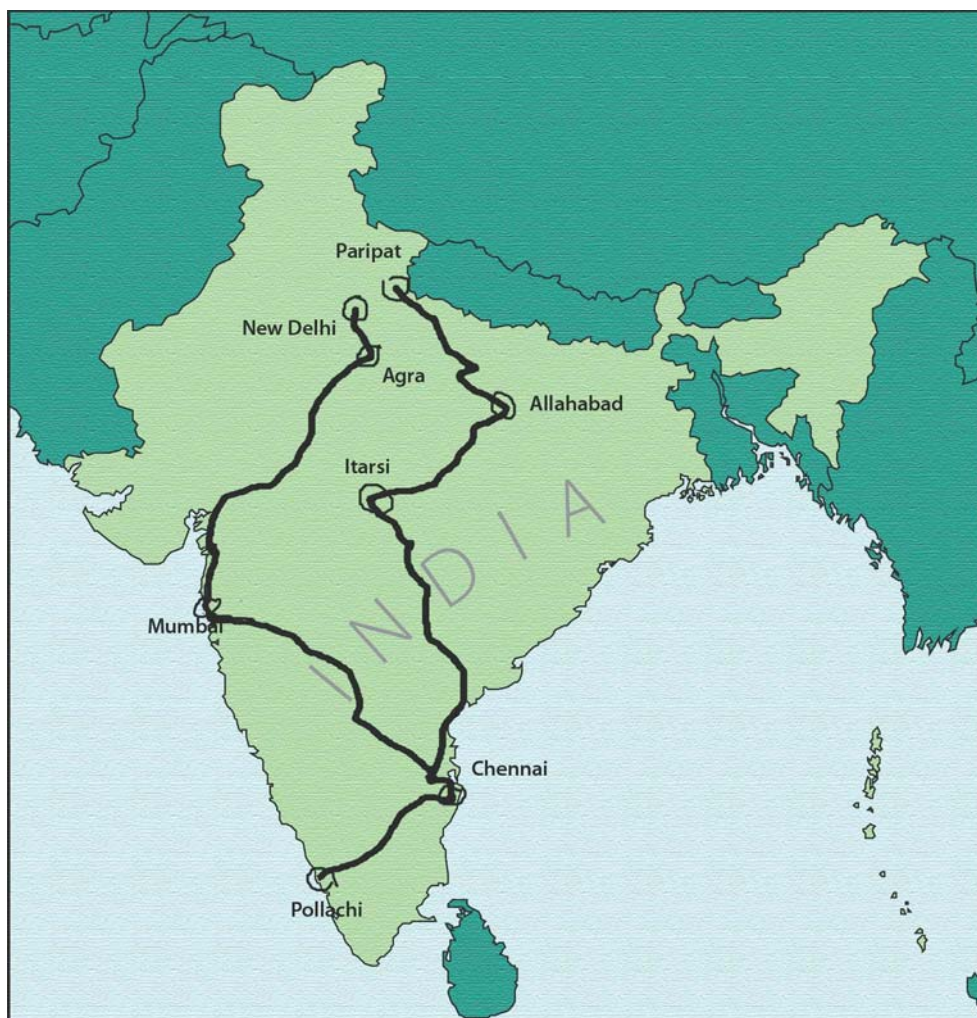 Paripat
New Delhi
Agra
Allahabad
Itarsi
INDIA
Mumbai
Chennai
Pollachi